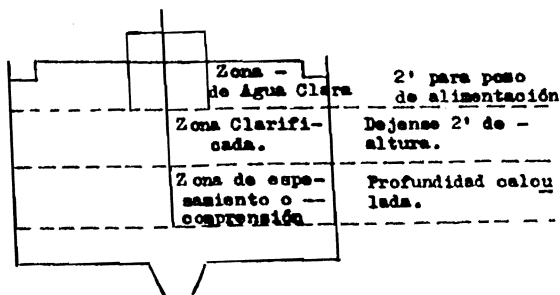 Zona -
de Agua Clara
2' para poso
de alimentación
Zona Clarifi-
cada.
Dejense 2' de -
altura.
Zona de espe-
samiento o --
comprensión
Profundidad calcu
lada.